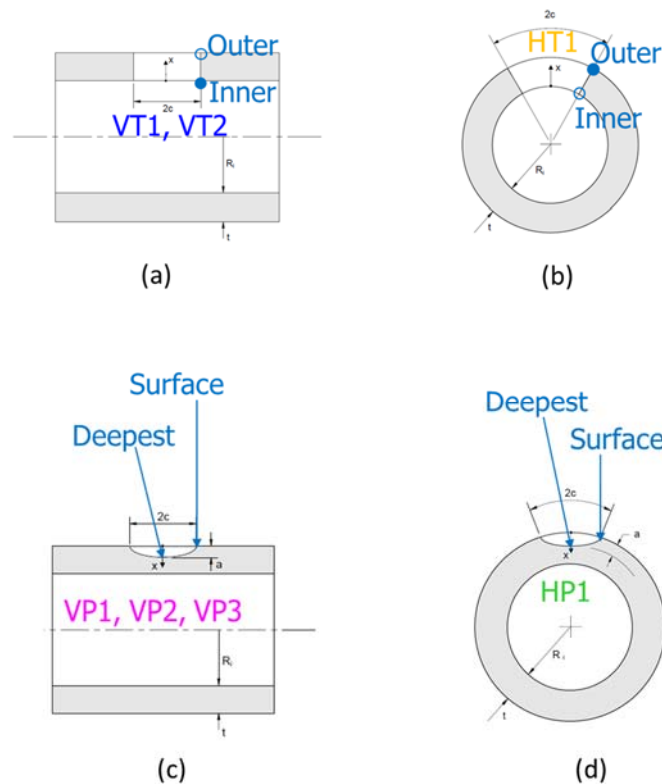 Outer
x
Inner
2c
VT1, VT2
Rᵢ
t
(a)
2c
HT1
Outer
x
Inner
Rᵢ
t
(b)
Surface
Deepest
2c
x
a
VP1, VP2, VP3
Rᵢ
t
(c)
Deepest
Surface
2c
a
x
HP1
R i
t
(d)